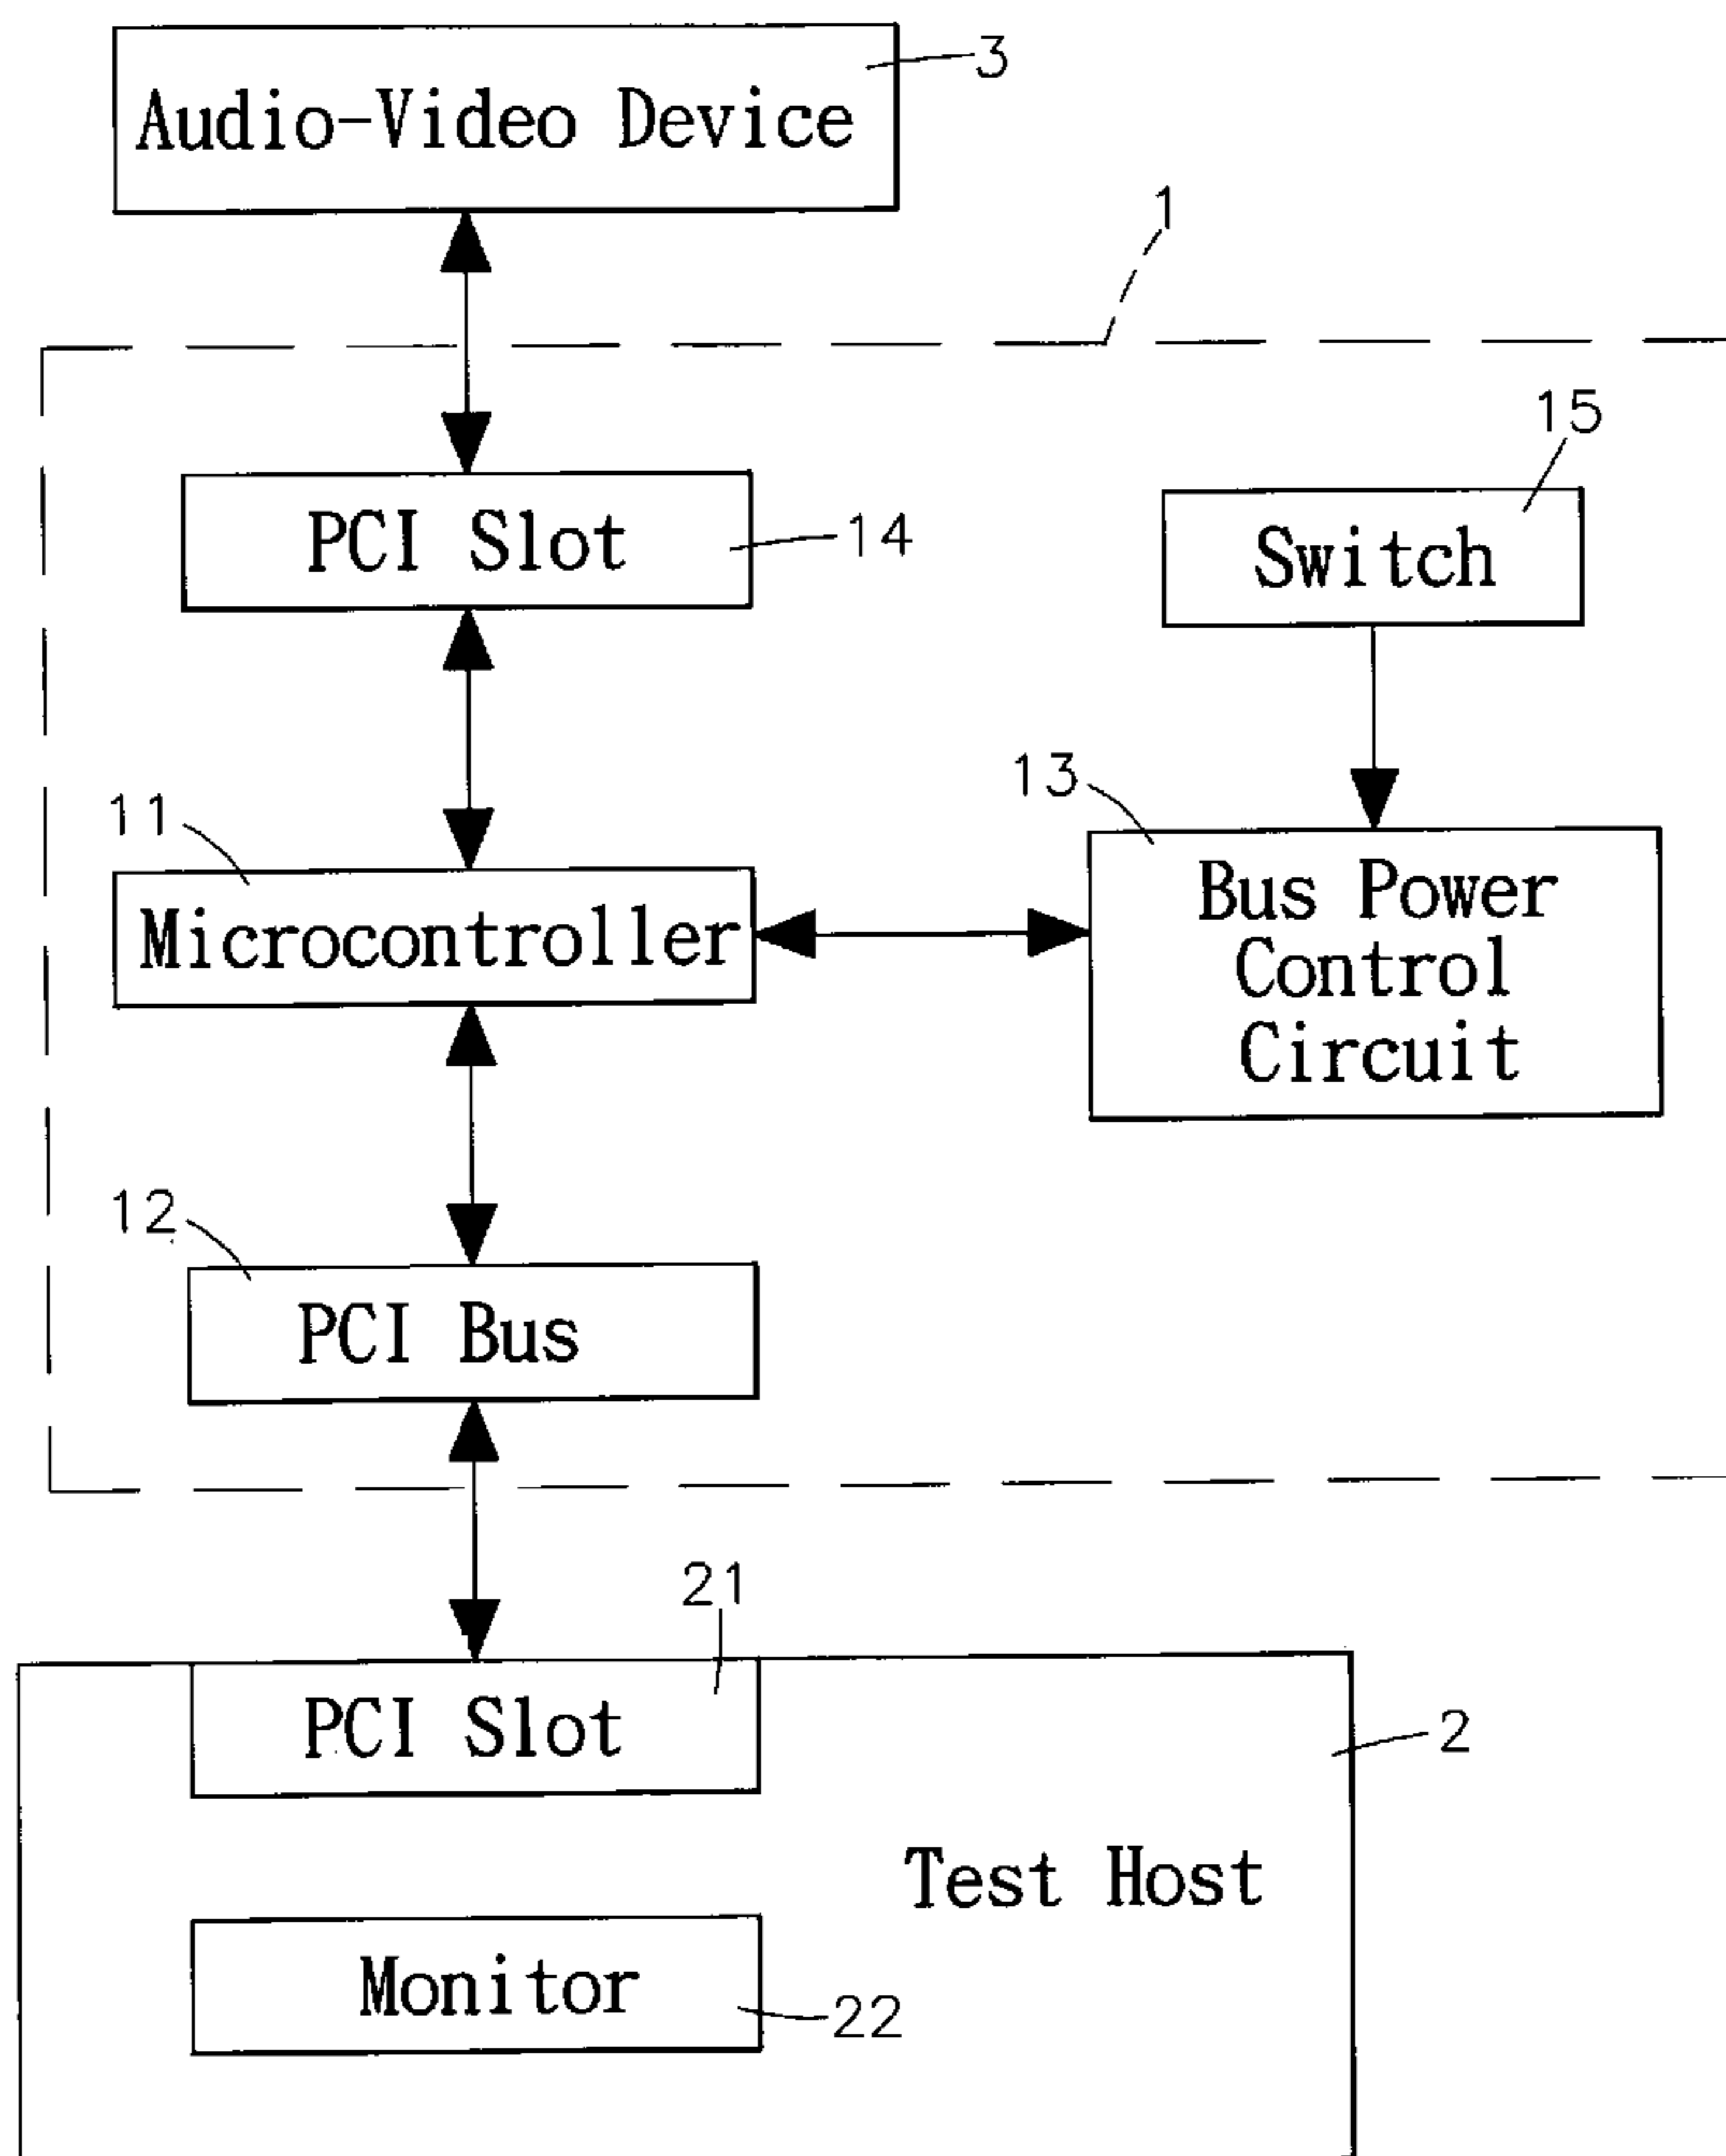 3
Audio-Video Device
1
15
PCI Slot
14
Switch
13
11
Bus Power
Control
Circuit
Microcontroller
12
PCI Bus
21
PCI Slot
2
Test Host
Monitor
22